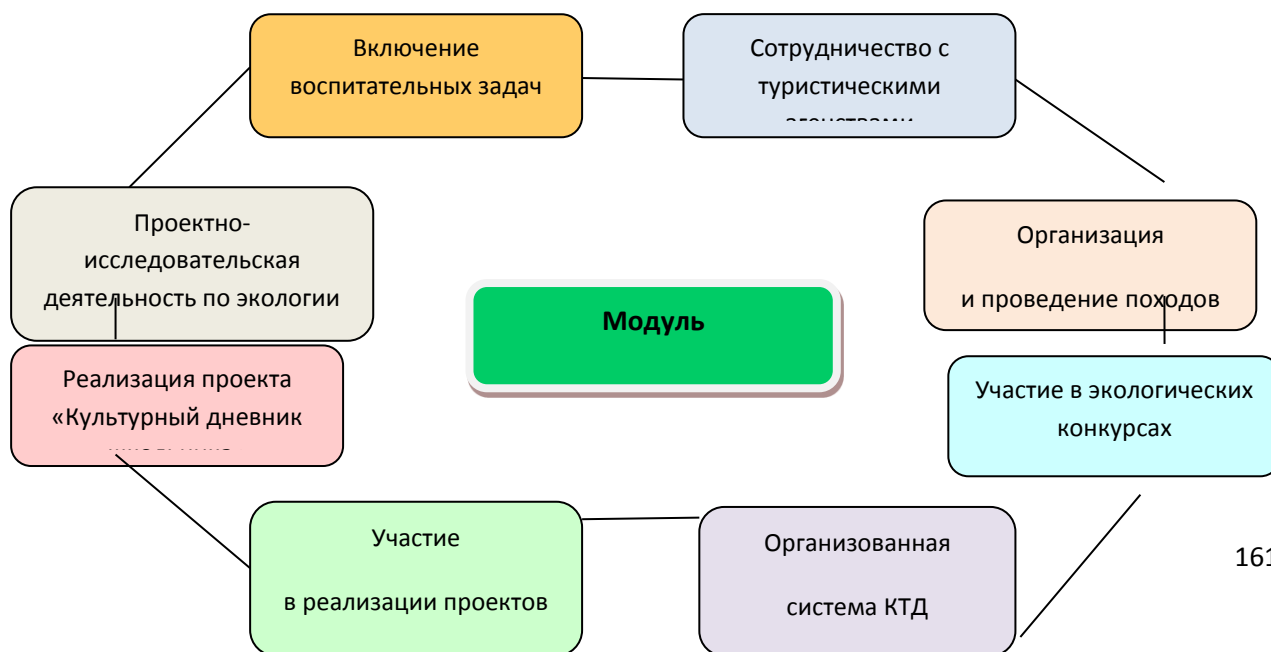 Включение
воспитательных задач
Сотрудничество с
туристическими
Проектно-
исследовательская
деятельность по экологии
Организация
и проведение походов
Модуль
Реализация проекта
«Культурный дневник
Участие в экологических
конкурсах
Участие
в реализации проектов
Организованная
система КТД
161